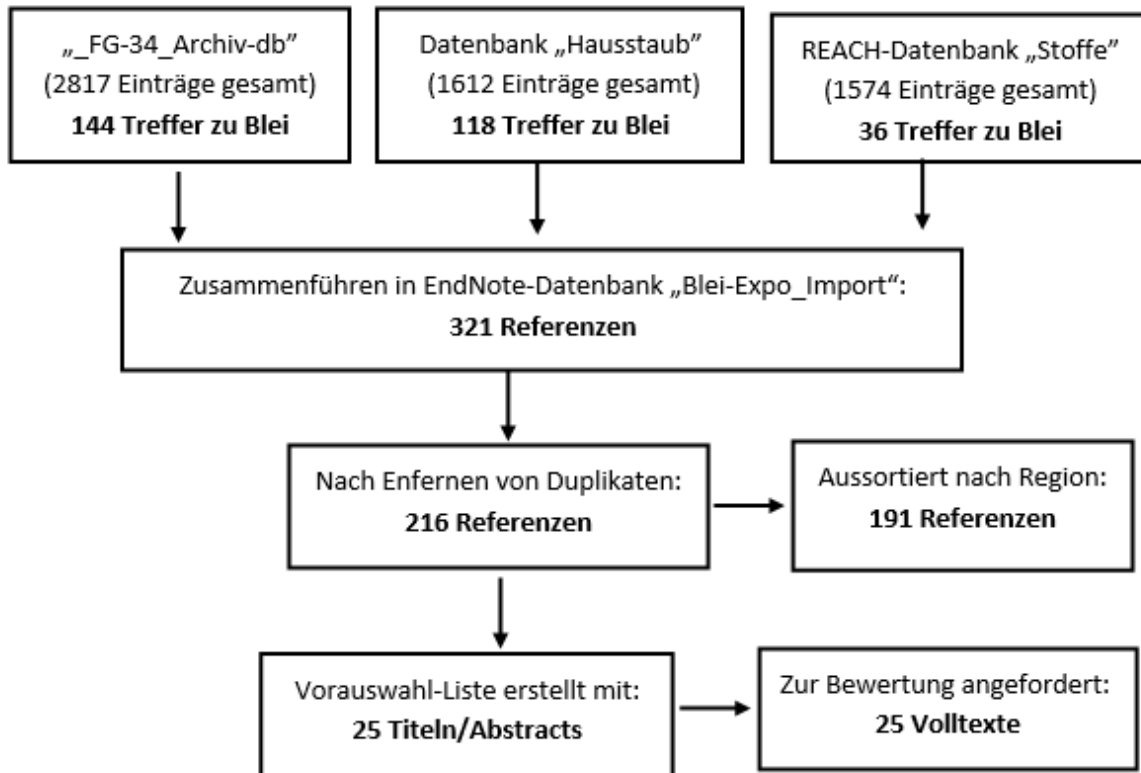 „_FG-34_Archiv-db”
(2817 Einträge gesamt)
144 Treffer zu Blei
Datenbank „Hausstaub”
(1612 Einträge gesamt)
118 Treffer zu Blei
REACH-Datenbank „Stoffe”
(1574 Einträge gesamt)
36 Treffer zu Blei
Zusammenführen in EndNote-Datenbank „Blei-Expo_Import“:
321 Referenzen
Nach Enfernen von Duplikaten:
216 Referenzen
Aussortiert nach Region:
191 Referenzen
Vorauswahl-Liste erstellt mit:
25 Titeln/Abstracts
Zur Bewertung angefordert:
25 Volltexte